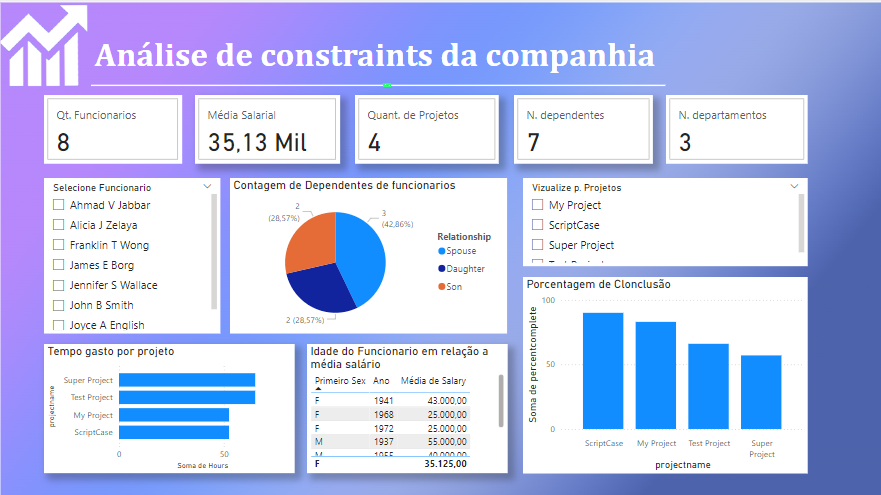 Análise de constraints da companhia
Qt. Funcionarios
8
Média Salarial
35,13 Mil
Quant. de Projetos
4
N. dependentes
7
N. departamentos
3
Selecione Funcionario
Ahmad V Jabbar
Alicia J Zelaya
Franklin T Wong
James E Borg
Jennifer S Wallace
John B Smith
Joyce A English
Contagem de Dependentes de funcionarios
2
(28,57%)
3
(42,86%)
2 (28,57%)
Relationship
Spouse
Daughter
Son
Vizualize p. Projetos
My Project
ScriptCase
Super Project
Tempo gasto por projeto
projectname
Super Project
Test Project
My Project
ScriptCase
0 50
Soma de Hours
Idade do Funcionario em relação a
média salário
Primeiro Sex Ano Média de Salary
F 1941 43.000,00
F 1968 25.000,00
F 1972 25.000,00
M 1937 55.000,00
M 1955 40.000,00
F 35.125,00
Porcentagem de Clonclusão
Soma de percentcomplete
100
50
0
ScriptCase My Project Test Project Super
Project
projectname